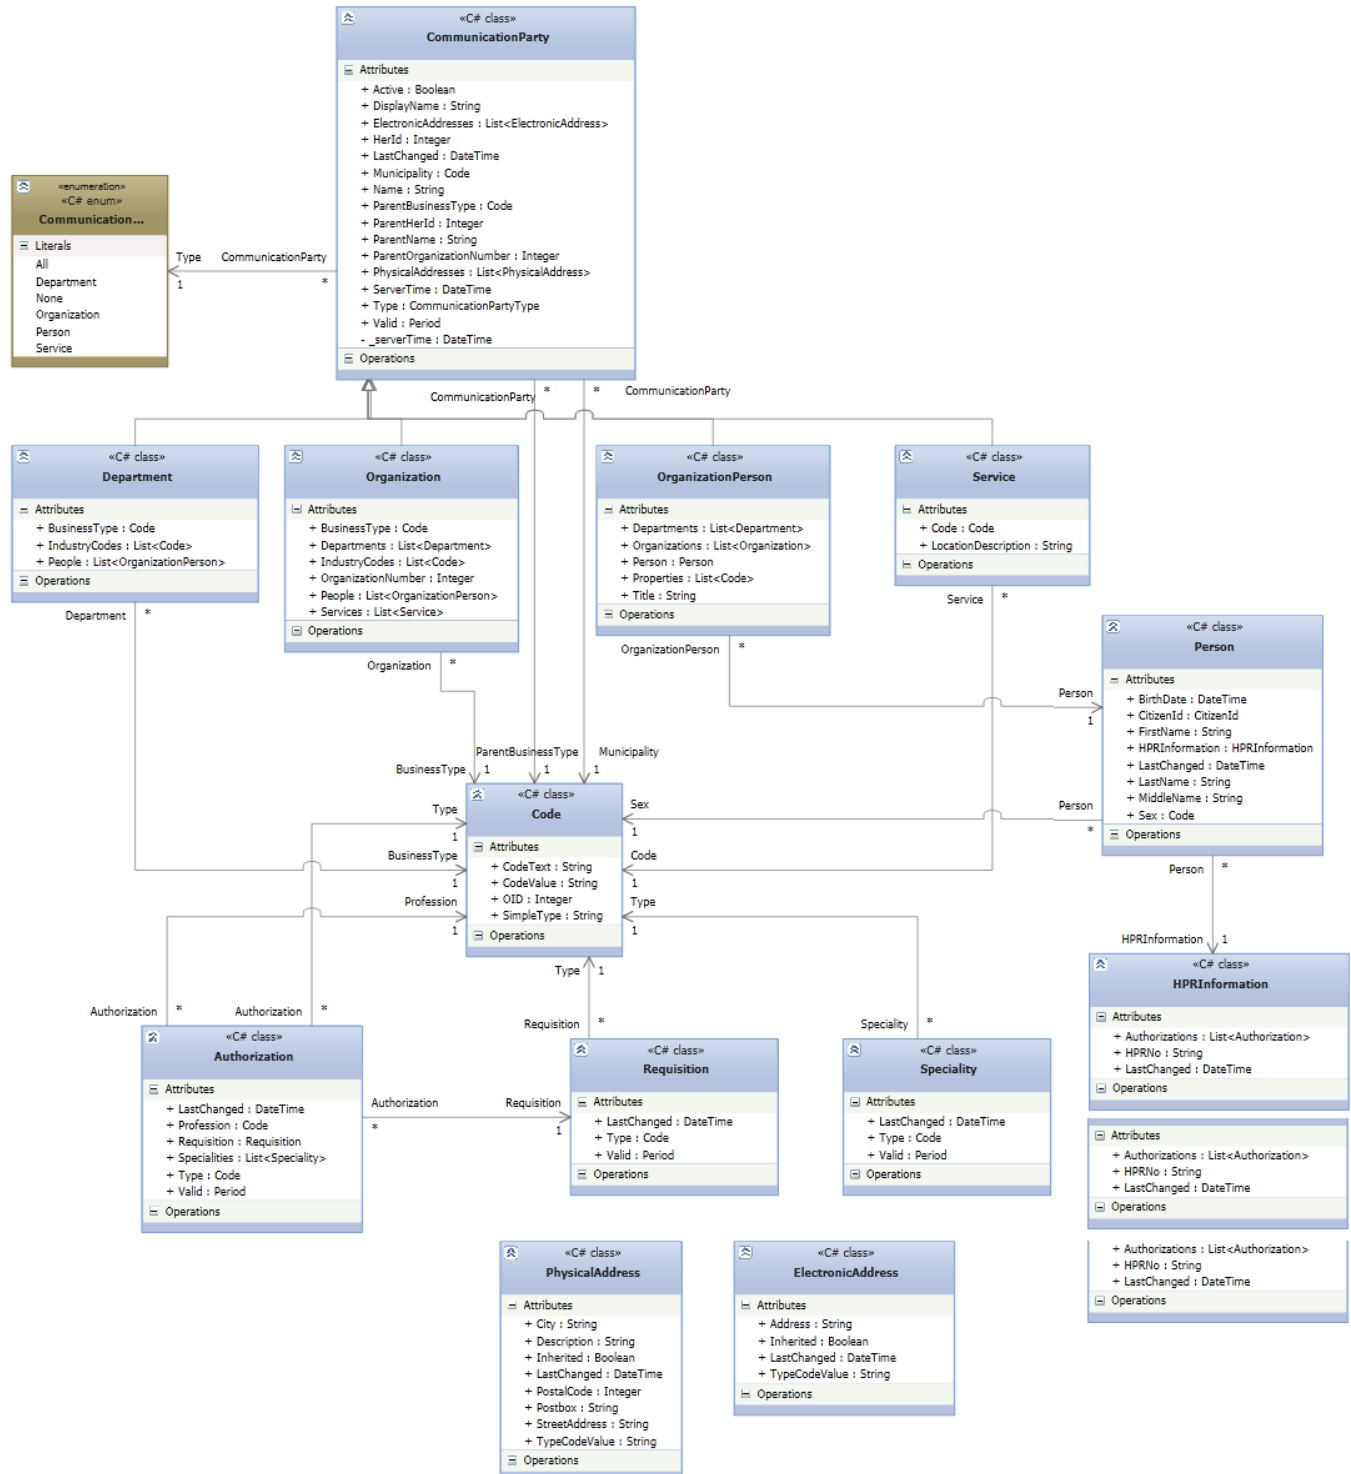 «C# class»
CommunicationParty
Attributes
+ Active : Boolean
+ DisplayName : String
+ ElectronicAddresses : List<ElectronicAddress>
+ HerId : Integer
+ LastChanged : DateTime
+ Municipality : Code
+ Name : String
+ ParentBusinessType : Code
+ ParentHerId : Integer
+ ParentName : String
+ ParentOrganizationNumber : Integer
+ PhysicalAddresses : List<PhysicalAddress>
+ ServerTime : DateTime
+ Type : CommunicationPartyType
+ Valid : Period
- _serverTime : DateTime
Operations
«enumeration»
«C# enum»
Communication...
Literals
All
Department
None
Organization
Person
Service
Type
CommunicationParty
1
*
CommunicationParty
*
*
CommunicationParty
«C# class»
Department
Attributes
+ BusinessType : Code
+ IndustryCodes : List<Code>
+ People : List<OrganizationPerson>
Operations
«C# class»
Organization
Attributes
+ BusinessType : Code
+ Departments : List<Department>
+ IndustryCodes : List<Code>
+ OrganizationNumber : Integer
+ People : List<OrganizationPerson>
+ Services : List<Service>
Operations
«C# class»
OrganizationPerson
Attributes
+ Departments : List<Department>
+ Organizations : List<Organization>
+ Person : Person
+ Properties : List<Code>
+ Title : String
Operations
«C# class»
Service
Attributes
+ Code : Code
+ LocationDescription : String
Operations
Department
*
Organization
*
OrganizationPerson
*
Service
*
«C# class»
Person
Attributes
+ BirthDate : DateTime
+ CitizenId : CitizenId
+ FirstName : String
+ HPRInformation : HPRInformation
+ LastChanged : DateTime
+ LastName : String
+ MiddleName : String
+ Sex : Code
Operations
Person
1
Person
*
Person
*
HPRInformation
1
BusinessType
1
ParentBusinessType
1
Municipality
1
«C# class»
Code
Attributes
+ CodeText : String
+ CodeValue : String
+ OID : Integer
+ SimpleType : String
Operations
Type
1
BusinessType
1
Profession
1
Sex
1
Code
1
Type
1
Type
1
Authorization
*
Authorization
*
Requisition
*
Speciality
*
«C# class»
Authorization
Attributes
+ LastChanged : DateTime
+ Profession : Code
+ Requisition : Requisition
+ Specialities : List<Speciality>
+ Type : Code
+ Valid : Period
Operations
Authorization
*
Requisition
1
«C# class»
Requisition
Attributes
+ LastChanged : DateTime
+ Type : Code
+ Valid : Period
Operations
«C# class»
Speciality
Attributes
+ LastChanged : DateTime
+ Type : Code
+ Valid : Period
Operations
«C# class»
HPRInformation
Attributes
+ Authorizations : List<Authorization>
+ HPRNo : String
+ LastChanged : DateTime
Operations
Attributes
+ Authorizations : List<Authorization>
+ HPRNo : String
+ LastChanged : DateTime
Operations
+ Authorizations : List<Authorization>
+ HPRNo : String
+ LastChanged : DateTime
Operations
«C# class»
PhysicalAddress
Attributes
+ City : String
+ Description : String
+ Inherited : Boolean
+ LastChanged : DateTime
+ PostalCode : Integer
+ Postbox : String
+ StreetAddress : String
+ TypeCodeValue : String
Operations
«C# class»
ElectronicAddress
Attributes
+ Address : String
+ Inherited : Boolean
+ LastChanged : DateTime
+ TypeCodeValue : String
Operations